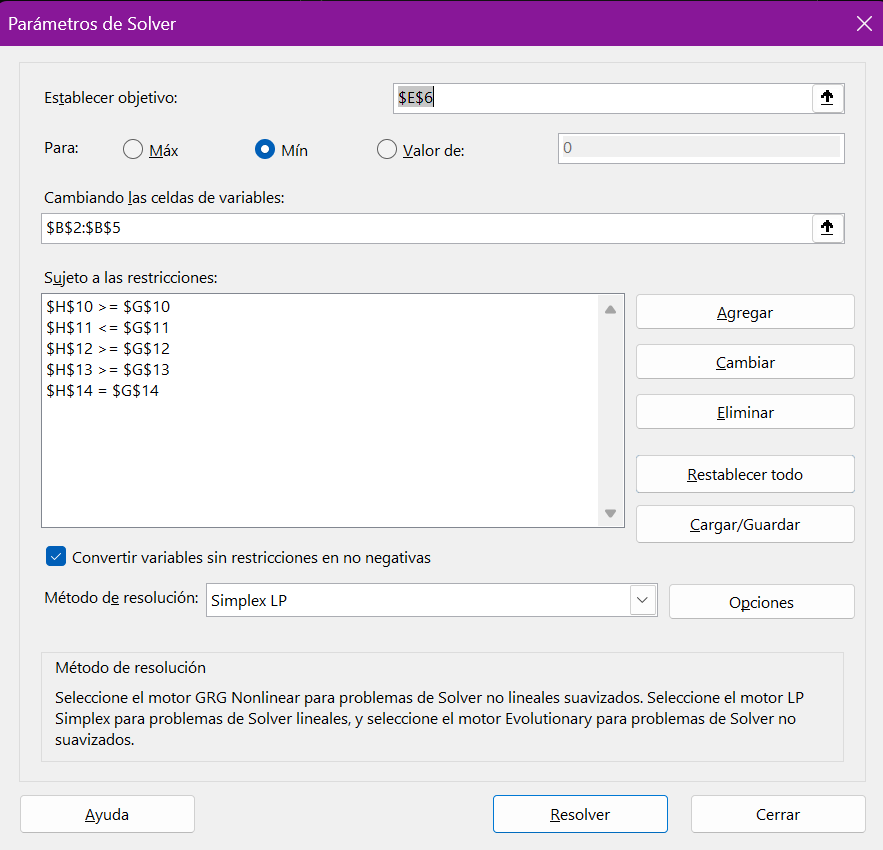 Parámetros de Solver
Establecer objetivo: $E$6
Para: Máx Mín Valor de: 0
Cambiando las celdas de variables:
$B$2:$B$5
Sujeto a las restricciones:
$H$10 >= $G$10
$H$11 <= $G$11
$H$12 >= $G$12
$H$13 >= $G$13
$H$14 = $G$14
Agregar
Cambiar
Eliminar
Restablecer todo
Cargar/Guardar
Convertir variables sin restricciones en no negativas
Método de resolución: Simplex LP Opciones
Método de resolución
Seleccione el motor GRG Nonlinear para problemas de Solver no lineales suavizados. Seleccione el motor LP
Simplex para problemas de Solver lineales, y seleccione el motor Evolutionary para problemas de Solver no
suavizados.
Ayuda Resolver Cerrar